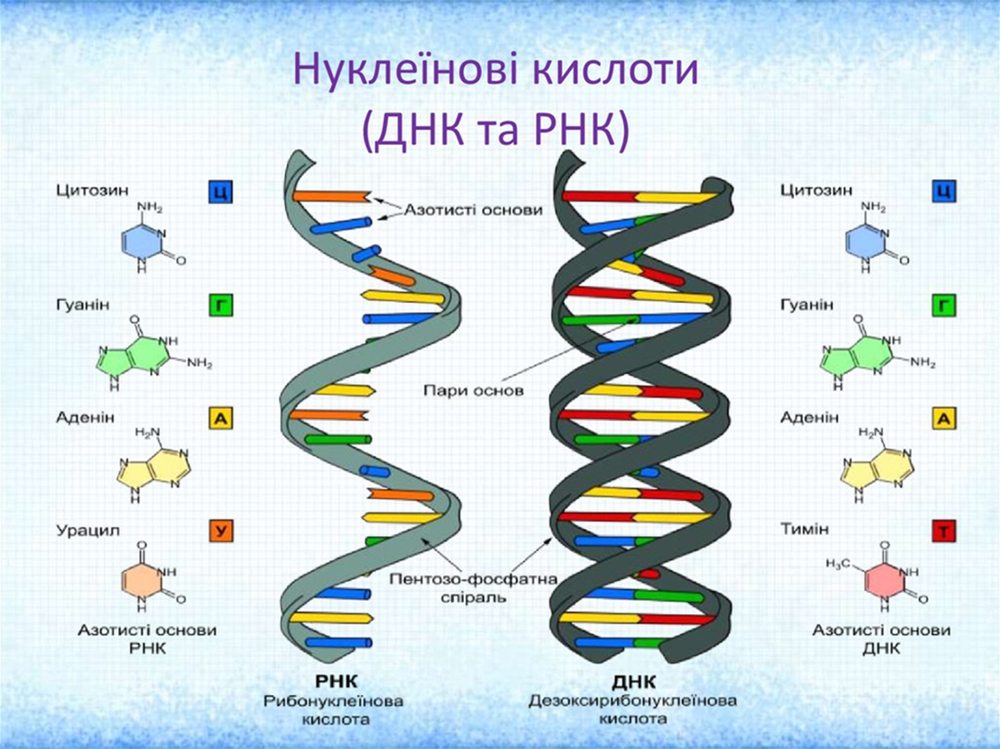 Нуклеїнові кислоти
(ДНК та РНК)
Цитозин
Ц
NH₂
N
N
H
O
Гуанін
Г
O
N
NH
N
H
N
NH₂
Аденін
А
H₂N
N
N
N
H
N
Урацил
У
O
NH
N
H
O
Азотисті основи
РНК
Азотисті основи
Пари основ
Пентозо-фосфатна
спіраль
РНК
Рибонуклеїнова
кислота
ДНК
Дезоксирибонуклеїнова
кислота
Цитозин
Ц
NH₂
N
N
H
O
Гуанін
Г
O
N
NH
N
H
N
NH₂
Аденін
А
H₂N
N
N
N
H
N
Тимін
Т
O
H₃C
NH
N
H
O
Азотисті основи
ДНК